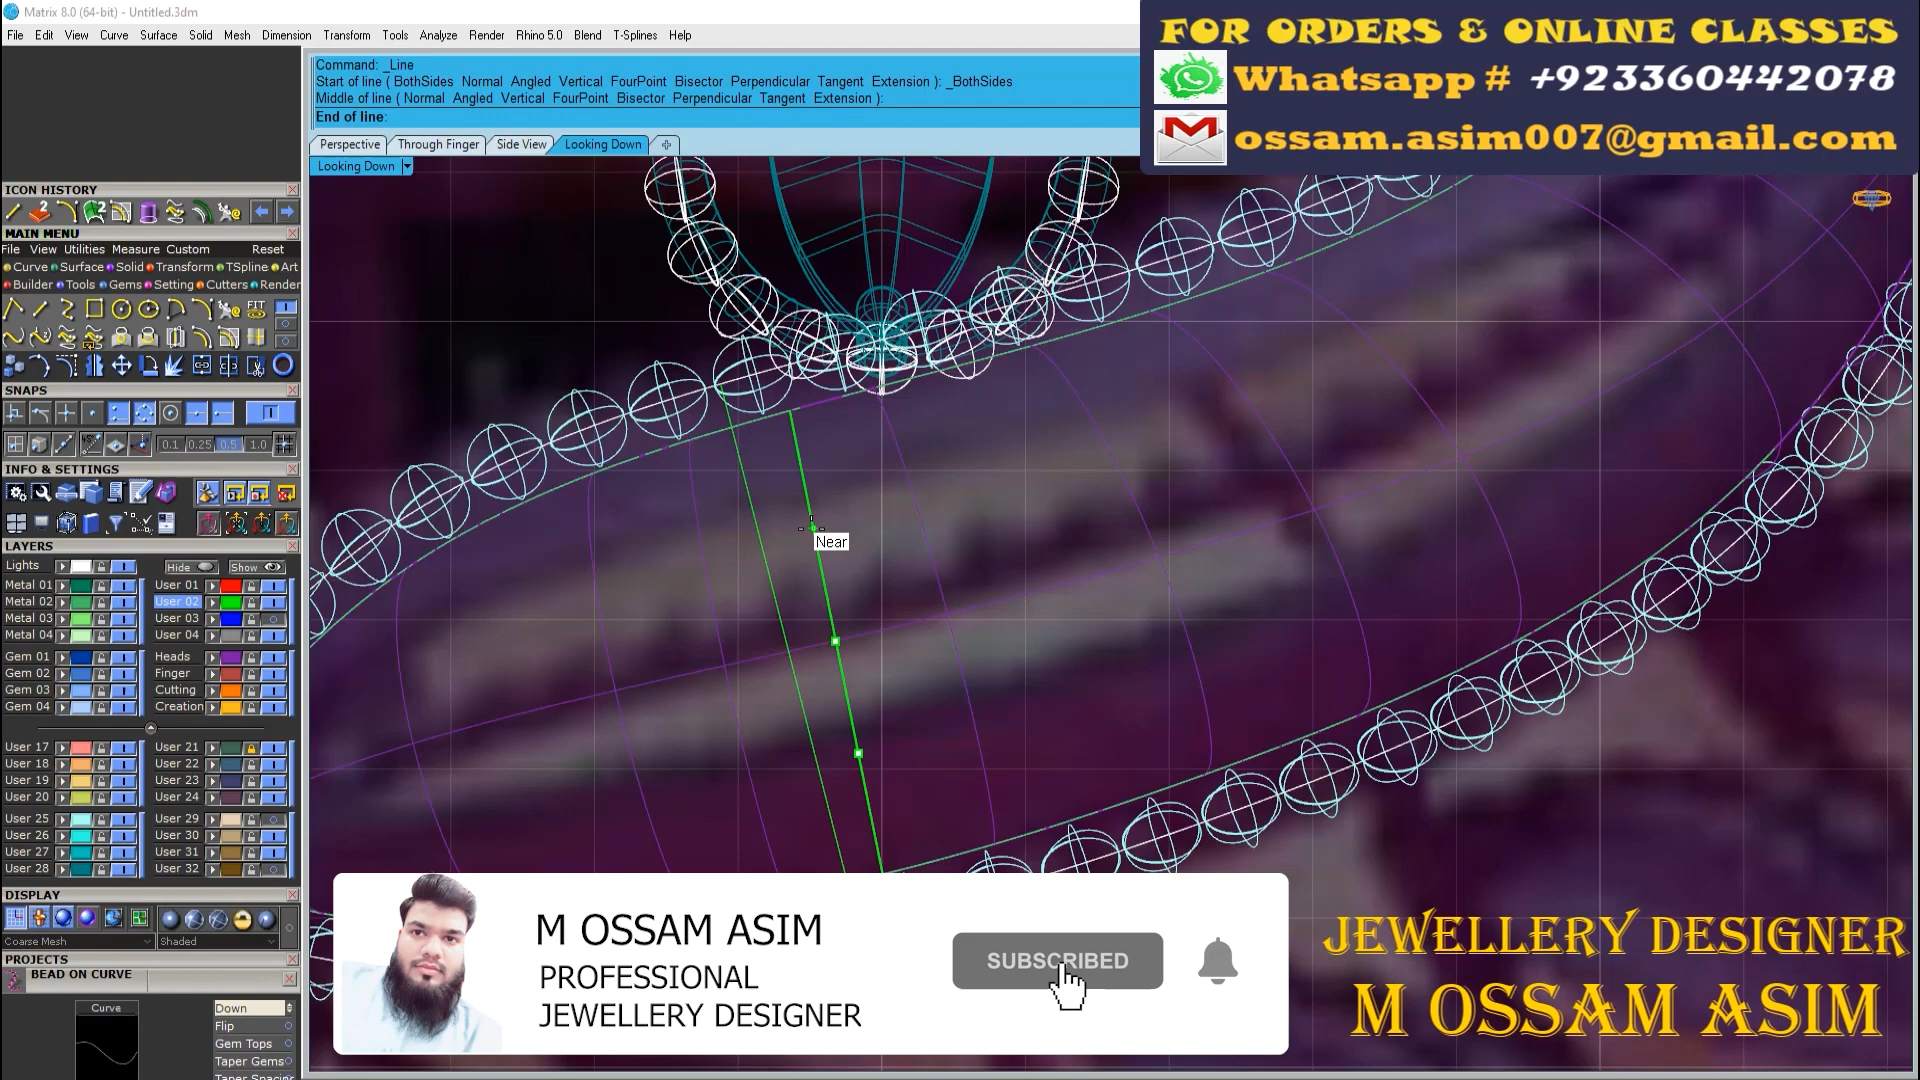 Matrix 8.0 (64-bit) - Untitled.3dm
File Edit View Curve Surface Solid Mesh Dimension Transform Tools Analyze Render Rhino 5.0 Blend T-Splines Help
Command: _Line
Start of line ( BothSides Normal Angled Vertical FourPoint Bisector Perpendicular Tangent Extension ): _BothSides
Middle of line ( Normal Angled Vertical FourPoint Bisector Perpendicular Tangent Extension ):
End of line:
Perspective Through Finger Side View Looking Down
Looking Down
FOR ORDERS & ONLINE CLASSES
Whatsapp # +923360442078
ossam.asim007@gmail.com
ICON HISTORY
MAIN MENU
File View Utilities Measure Custom Reset
Curve Surface Solid Transform TSpline Art
Builder Tools Gems Setting Cutters Render
FIT
SNAPS
0.1 0.25 0.5 1.0
INFO & SETTINGS
LAYERS
Lights Hide Show
Metal 01 User 01
Metal 02 User 02
Metal 03 User 03
Metal 04 User 04
Gem 01 Heads
Gem 02 Finger
Gem 03 Cutting
Gem 04 Creation
User 17 User 21
User 18 User 22
User 19 User 23
User 20 User 24
User 25 User 29
User 26 User 30
User 27 User 31
User 28 User 32
DISPLAY
Coarse Mesh Shaded
PROJECTS
BEAD ON CURVE
Curve
Down
Flip
Gem Tops
Taper Gems
Taper Spacing
Near
M OSSAM ASIM
PROFESSIONAL
JEWELLERY DESIGNER
SUBSCRIBED
JEWELLERY DESIGNER
M OSSAM ASIM